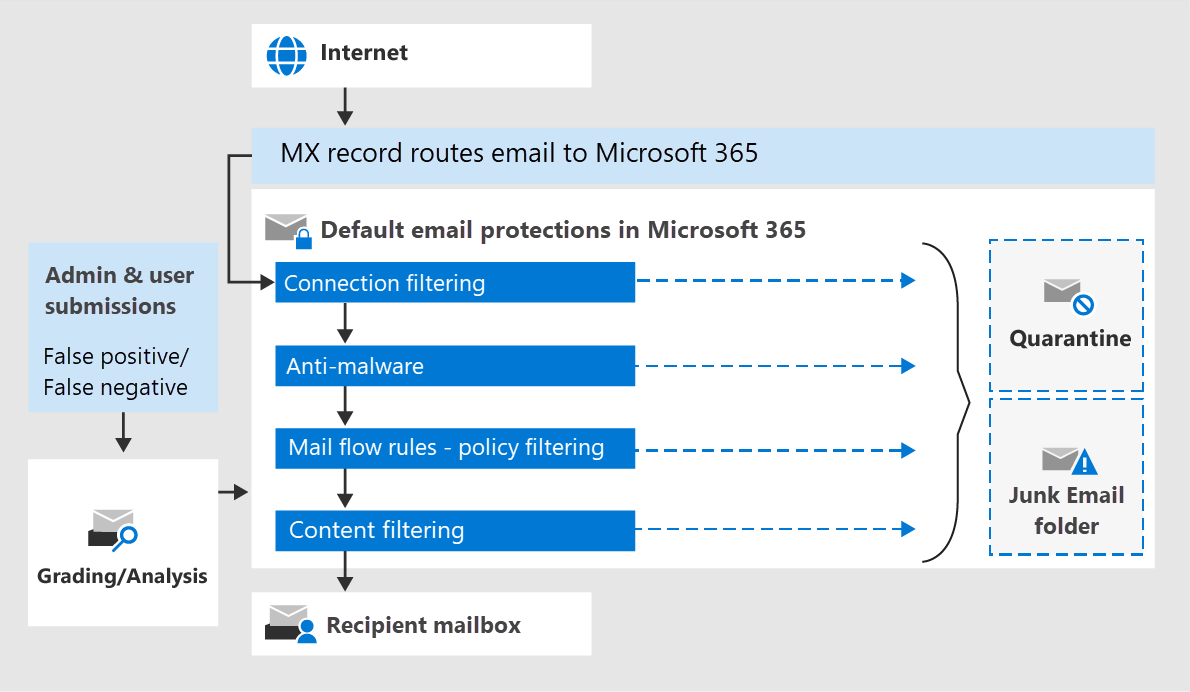 Internet
MX record routes email to Microsoft 365
Default email protections in Microsoft 365
Admin & user
submissions
False positive/
False negative
Connection filtering
Anti-malware
Mail flow rules - policy filtering
Content filtering
Quarantine
Junk Email
folder
Grading/Analysis
Recipient mailbox